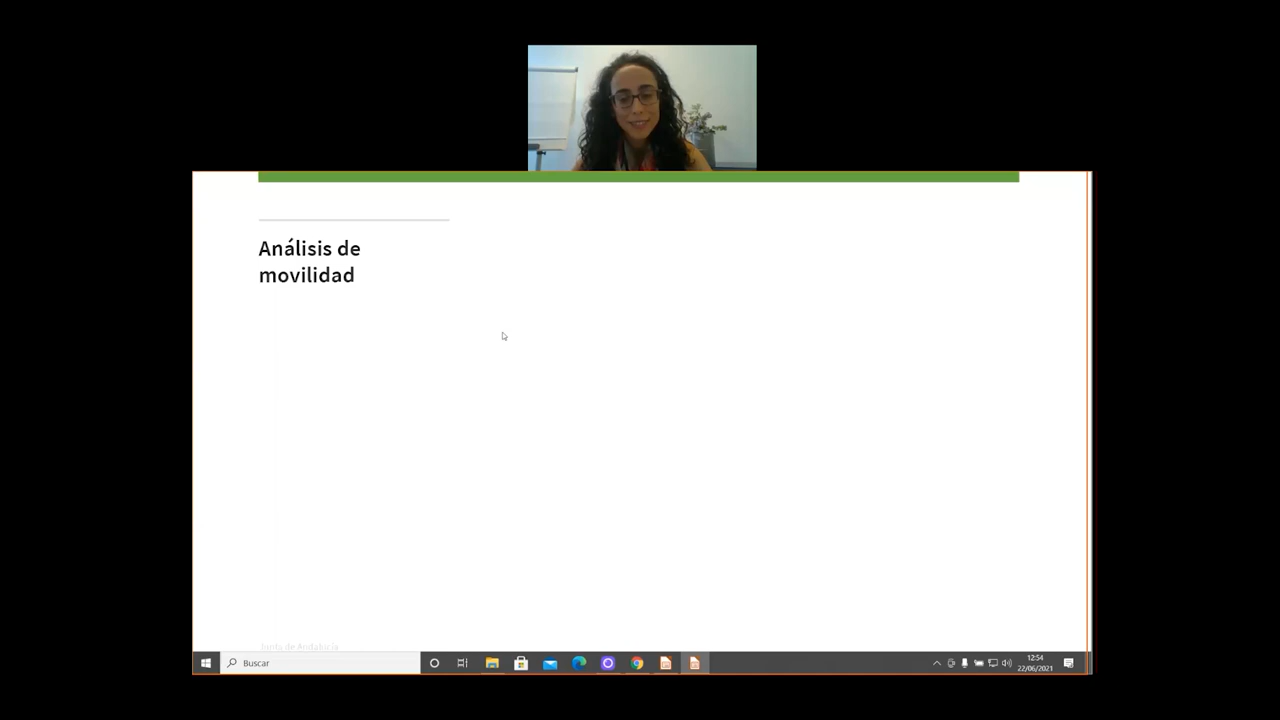 Análisis de
movilidad
Junta de Andalucía
Buscar
12:54
22/06/2021